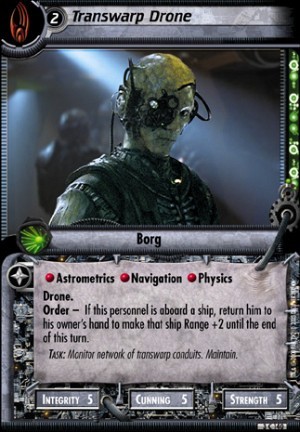 2 Transwarp Drone
Borg
Astrometrics Navigation Physics
Drone.
Order – If this personnel is aboard a ship, return him to
his owner's hand to make that ship Range +2 until the end
of this turn.
Task: Monitor network of transwarp conduits. Maintain.
Integrity 5 Cunning 5 Strength 5